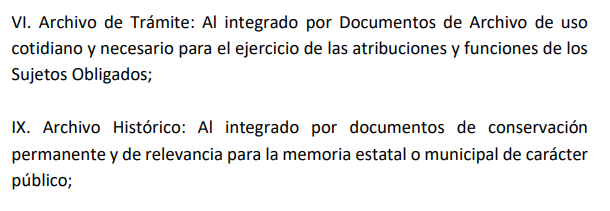 VI. Archivo de Trámite: Al integrado por Documentos de Archivo de uso
cotidiano y necesario para el ejercicio de las atribuciones y funciones de los
Sujetos Obligados;
IX. Archivo Histórico: Al integrado por documentos de conservación
permanente y de relevancia para la memoria estatal o municipal de carácter
público;